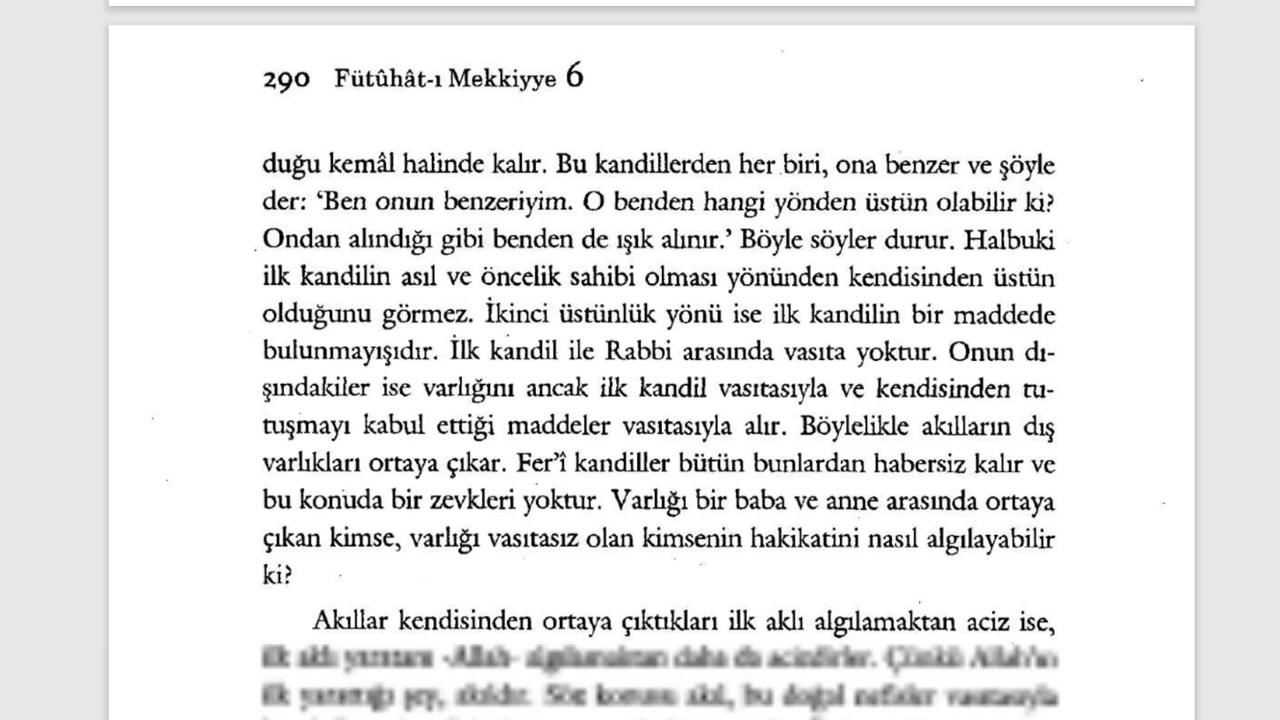 290 Fütûhât-ı Mekkiyye 6
duğu kemâl halinde kalır. Bu kandillerden her biri, ona benzer ve şöyle
der: ‘Ben onun benzeriyim. O benden hangi yönden üstün olabilir ki?
Ondan alındığı gibi benden de ışık alınır.’ Böyle söyler durur. Halbuki
ilk kandilin asıl ve öncelik sahibi olması yönünden kendisinden üstün
olduğunu görmez. İkinci üstünlük yönü ise ilk kandilin bir maddede
bulunmayışıdır. İlk kandil ile Rabbi arasında vasıta yoktur. Onun dı-
şındakiler ise varlığını ancak ilk kandil vasıtasıyla ve kendisinden tu-
tuşmayı kabul ettiği maddeler vasıtasıyla alır. Böylelikle akılların dış
varlıkları ortaya çıkar. Fer’î kandiller bütün bunlardan habersiz kalır ve
bu konuda bir zevkleri yoktur. Varlığı bir baba ve anne arasında ortaya
çıkan kimse, varlığı vasıtasız olan kimsenin hakikatini nasıl algılayabilir
ki?
Akıllar kendisinden ortaya çıktıkları ilk aklı algılamaktan aciz ise,